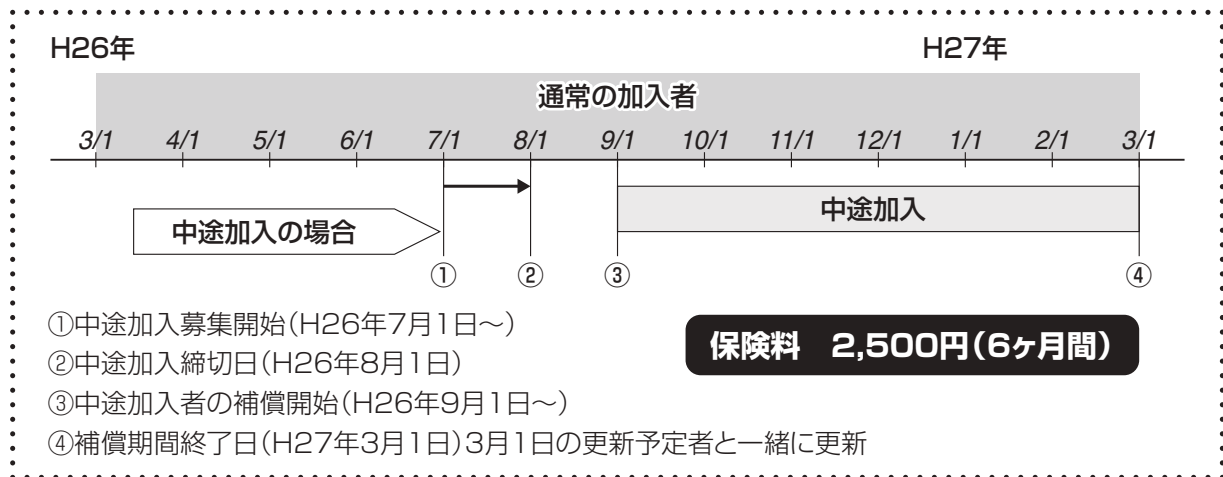 H26年 H27年
通常の加入者
3/1 4/1 5/1 6/1 7/1 8/1 9/1 10/1 11/1 12/1 1/1 2/1 3/1
中途加入の場合 中途加入
① ② ③ ④
①中途加入募集開始（H26年7月1日〜）
保険料 2,500円（6ヶ月間）
②中途加入締切日（H26年8月1日）
③中途加入者の補償開始（H26年9月1日〜）
④補償期間終了日（H27年3月1日）3月1日の更新予定者と一緒に更新